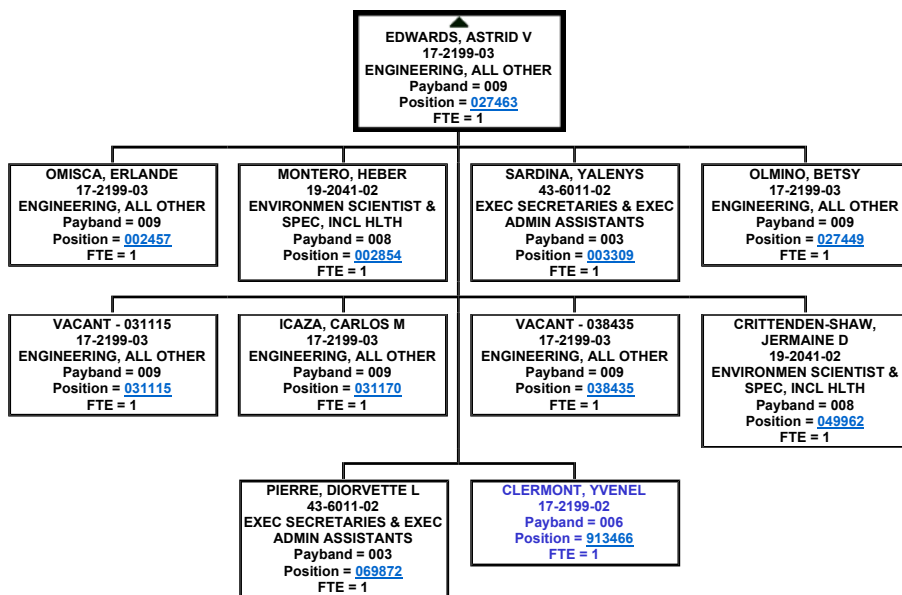 EDWARDS, ASTRID V
17-2199-03
ENGINEERING, ALL OTHER
Payband = 009
Position = 027463
FTE = 1
OMISCA, ERLANDE
17-2199-03
ENGINEERING, ALL OTHER
Payband = 009
Position = 002457
FTE = 1
MONTERO, HEBER
19-2041-02
ENVIRONMEN SCIENTIST &
SPEC, INCL HLTH
Payband = 008
Position = 002854
FTE = 1
SARDINA, YALENYS
43-6011-02
EXEC SECRETARIES & EXEC
ADMIN ASSISTANTS
Payband = 003
Position = 003309
FTE = 1
OLMINO, BETSY
17-2199-03
ENGINEERING, ALL OTHER
Payband = 009
Position = 027449
FTE = 1
VACANT - 031115
17-2199-03
ENGINEERING, ALL OTHER
Payband = 009
Position = 031115
FTE = 1
ICAZA, CARLOS M
17-2199-03
ENGINEERING, ALL OTHER
Payband = 009
Position = 031170
FTE = 1
VACANT - 038435
17-2199-03
ENGINEERING, ALL OTHER
Payband = 009
Position = 038435
FTE = 1
CRITTENDEN-SHAW,
JERMAINE D
19-2041-02
ENVIRONMEN SCIENTIST &
SPEC, INCL HLTH
Payband = 008
Position = 049962
FTE = 1
PIERRE, DIORVETTE L
43-6011-02
EXEC SECRETARIES & EXEC
ADMIN ASSISTANTS
Payband = 003
Position = 069872
FTE = 1
CLERMONT, YVENEL
17-2199-02
Payband = 006
Position = 913466
FTE = 1